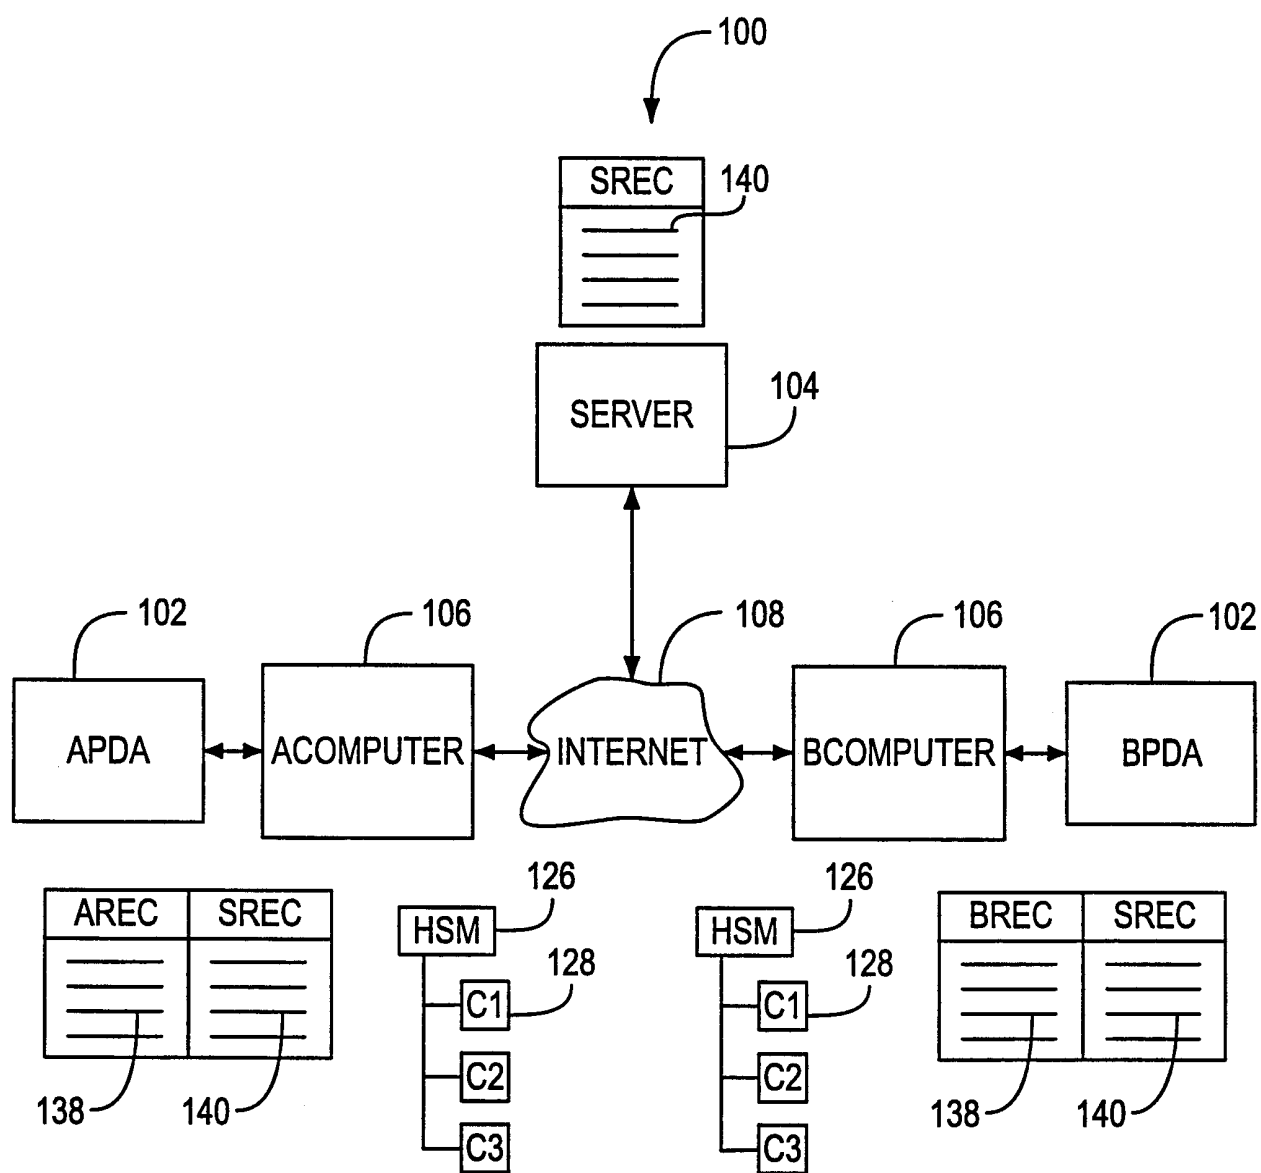 100
SREC
140
SERVER
104
102
106
108
106
102
APDA
ACOMPUTER
INTERNET
BCOMPUTER
BPDA
AREC SREC
138
140
HSM
126
C1
128
C2
C3
HSM
126
C1
128
C2
C3
BREC SREC
138
140